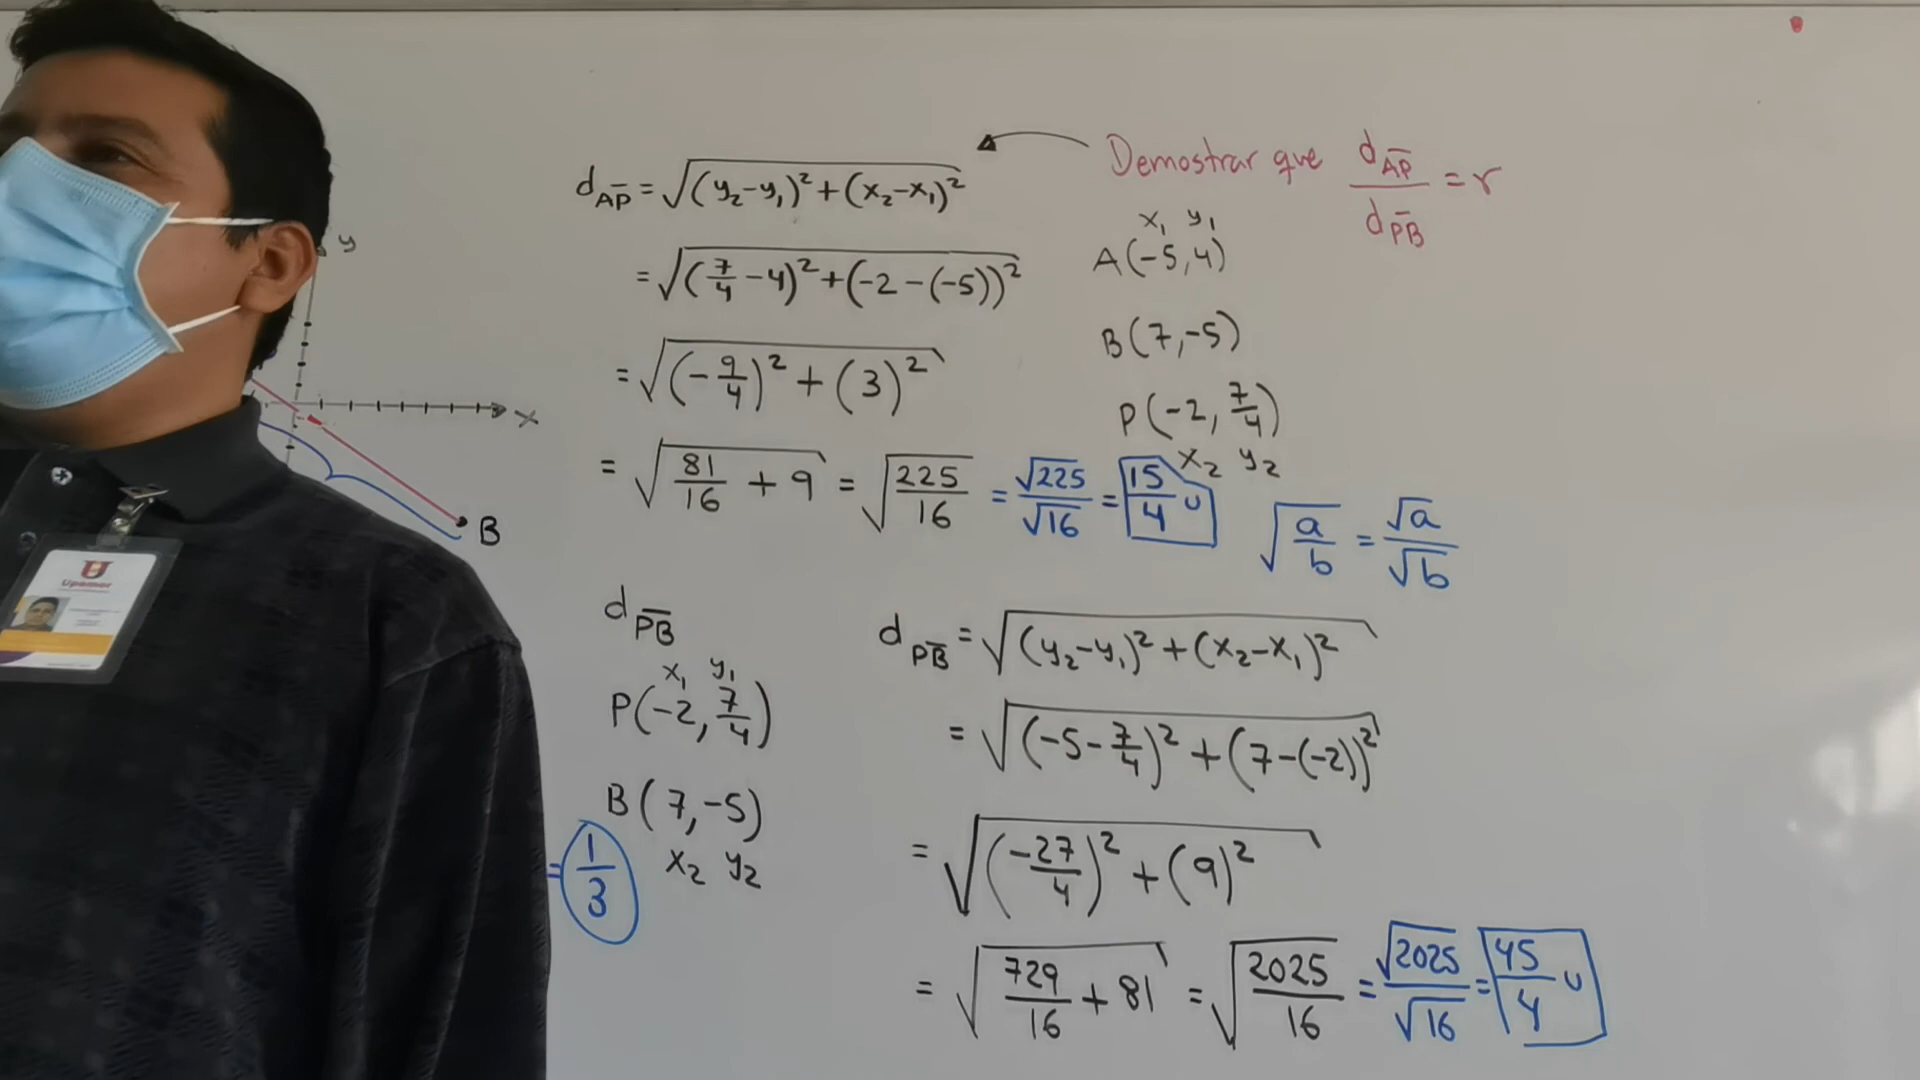 Demostrar que d_AP̅ / d_PB̅ = r
d_AP̅ = √((y₂-y₁)² + (x₂-x₁)²)
= √((7/4 - 4)² + (-2-(-5))²)
= √((-9/4)² + (3)²)
= √(81/16 + 9) = √(225/16) = √225/√16 = 15/4 u
x₁ y₁
A(-5,4)
B(7,-5)
P(-2, 7/4)
x₂ y₂
√(a/b) = √a/√b
y
x
B
d_PB̅
x₁ y₁
P(-2, 7/4)
B(7,-5)
x₂ y₂
= 1/3
d_PB̅ = √((y₂-y₁)² + (x₂-x₁)²)
= √((-5-7/4)² + (7-(-2))²)
= √((-27/4)² + (9)²)
= √(729/16 + 81) = √(2025/16) = √2025/√16 = 45/4 u
Upemor